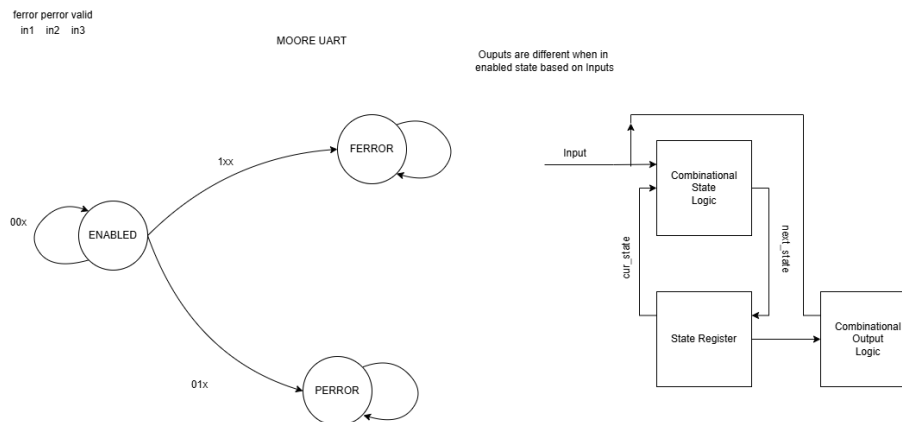 ferror perror valid
in1 in2 in3
MOORE UART
Ouputs are different when in
enabled state based on Inputs
FERROR
1xx
Input
Combinational
State
Logic
00x
ENABLED
cur_state
next_state
State Register
Combinational
Output
Logic
01x
PERROR